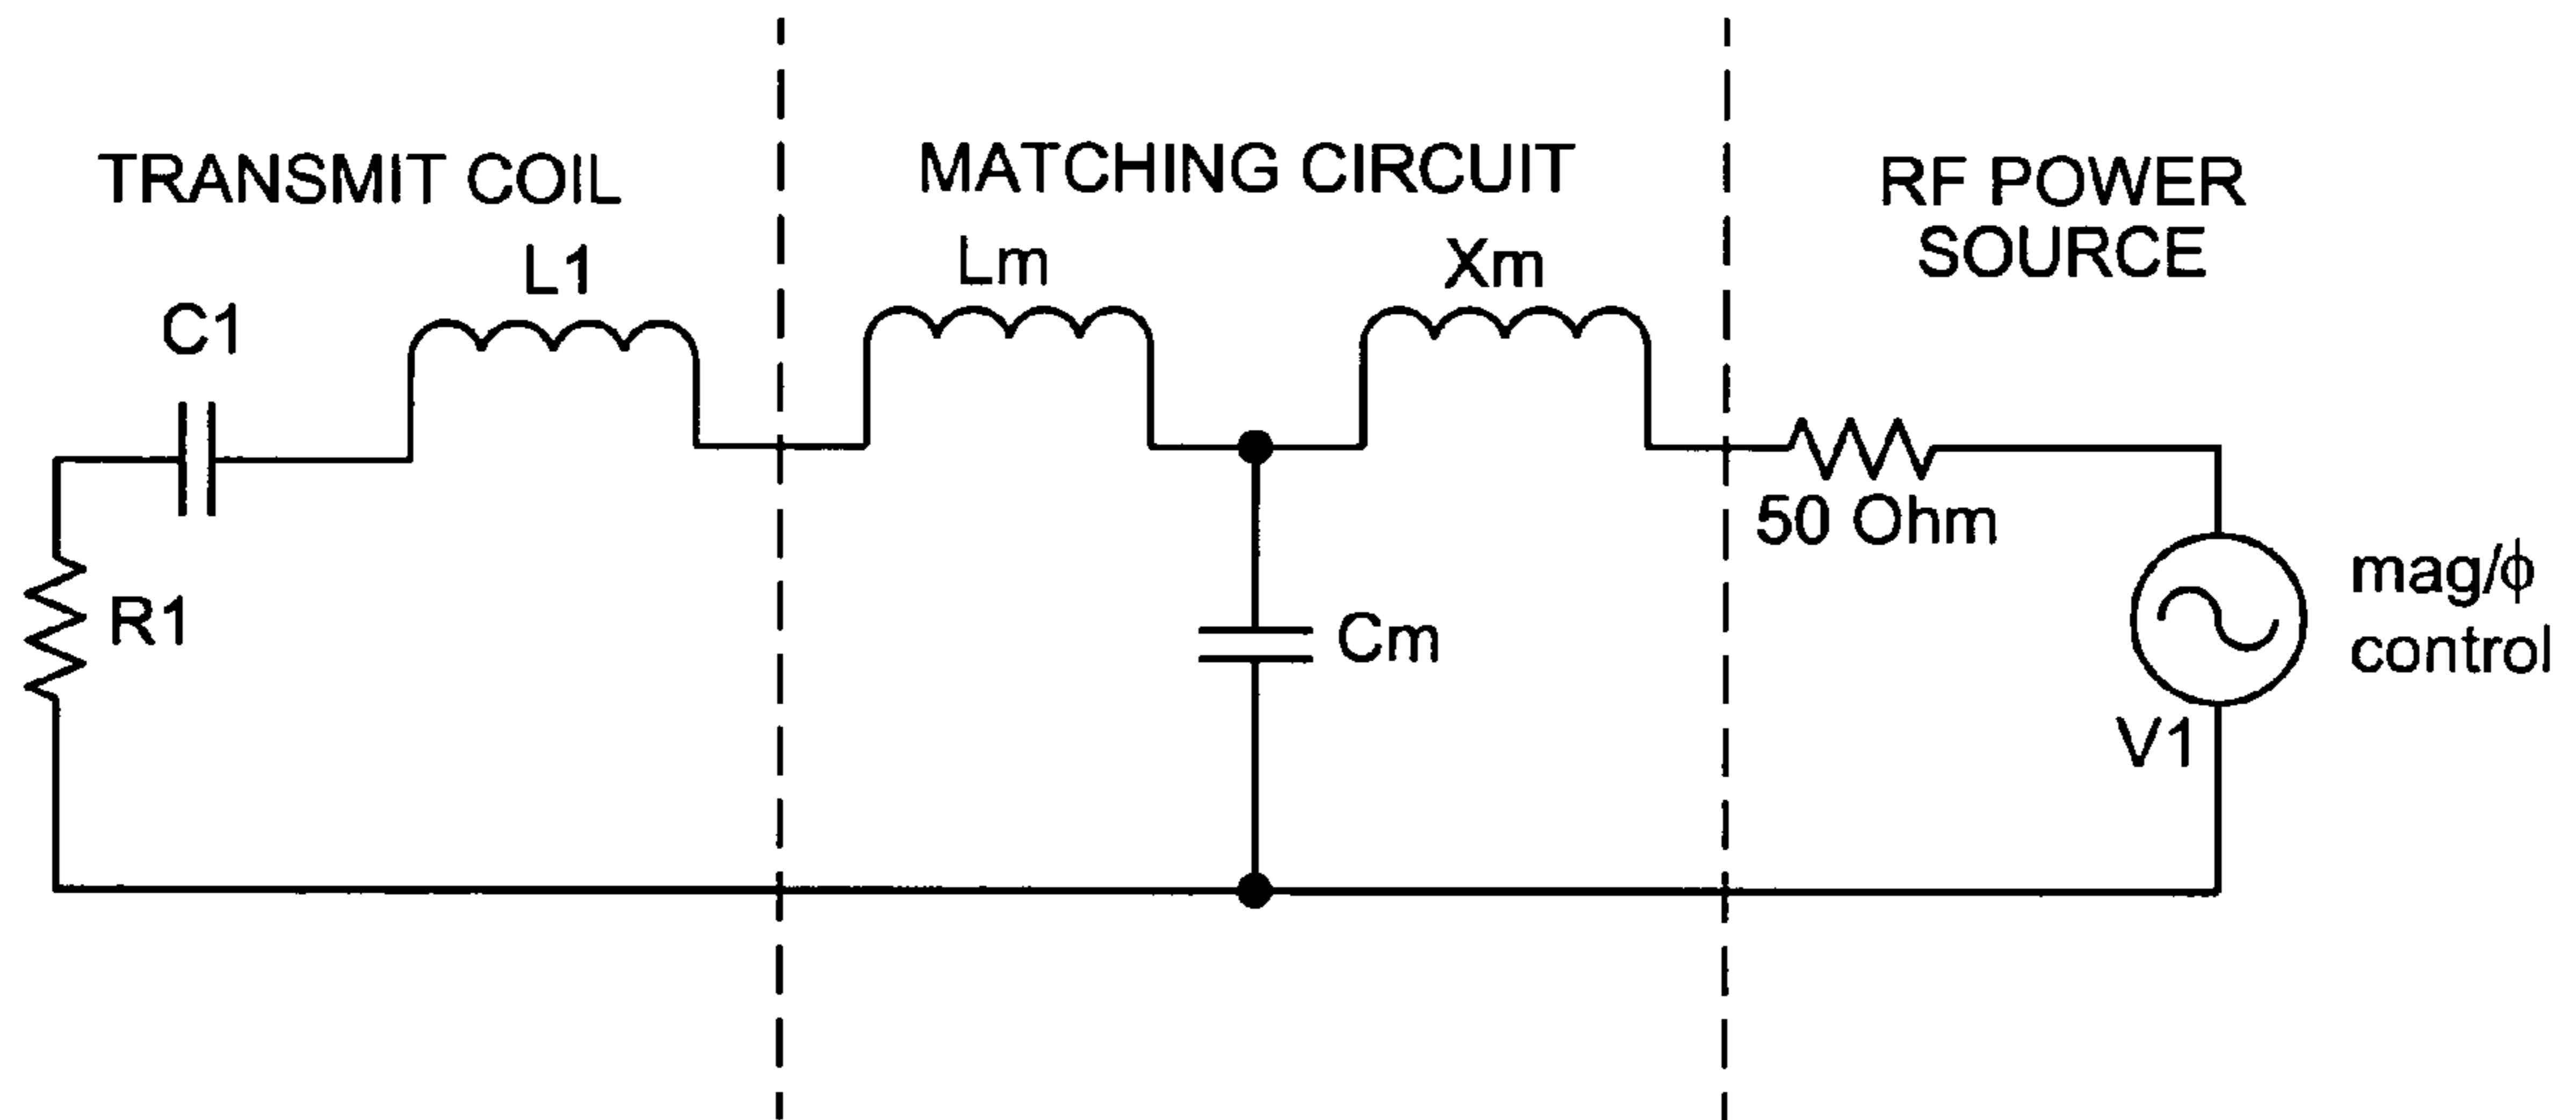 TRANSMIT COIL
MATCHING CIRCUIT
RF POWER
SOURCE
C1
L1
Lm
Xm
R1
Cm
50 Ohm
V1
mag/ϕ
control